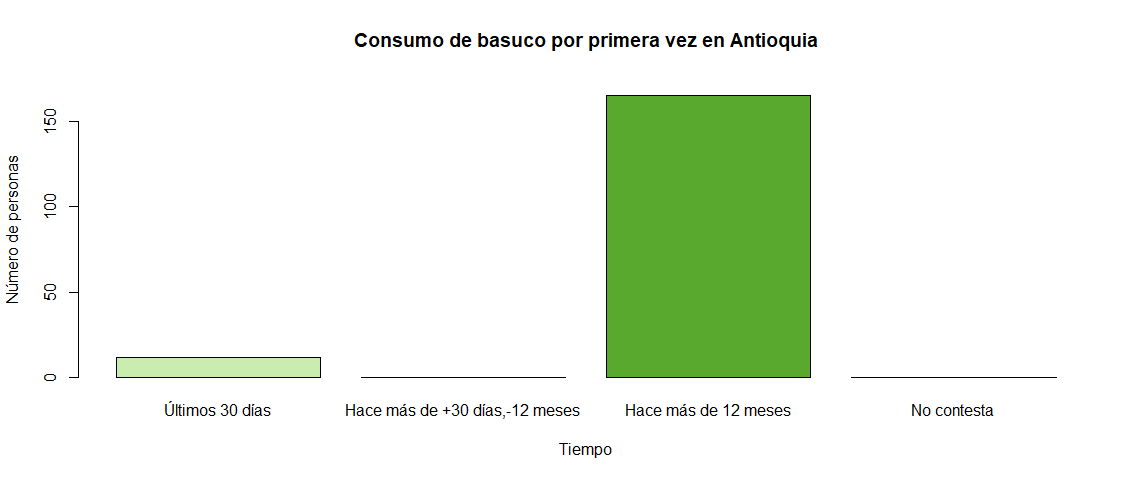 Consumo de basuco por primera vez en Antioquia
Número de personas
150
100
50
0
Últimos 30 días
Hace más de +30 días,-12 meses
Hace más de 12 meses
No contesta
Tiempo